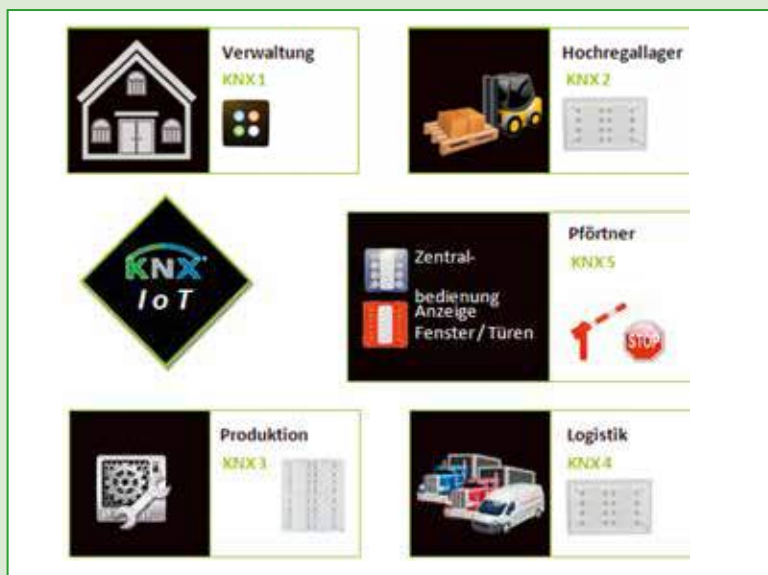 Verwaltung
KNX 1
Hochregallager
KNX 2
KNX
IoT
Zentral-
bedienung
Anzeige
Fenster / Türen
Pförtner
KNX 5
STOP
Produktion
KNX 3
Logistik
KNX 4